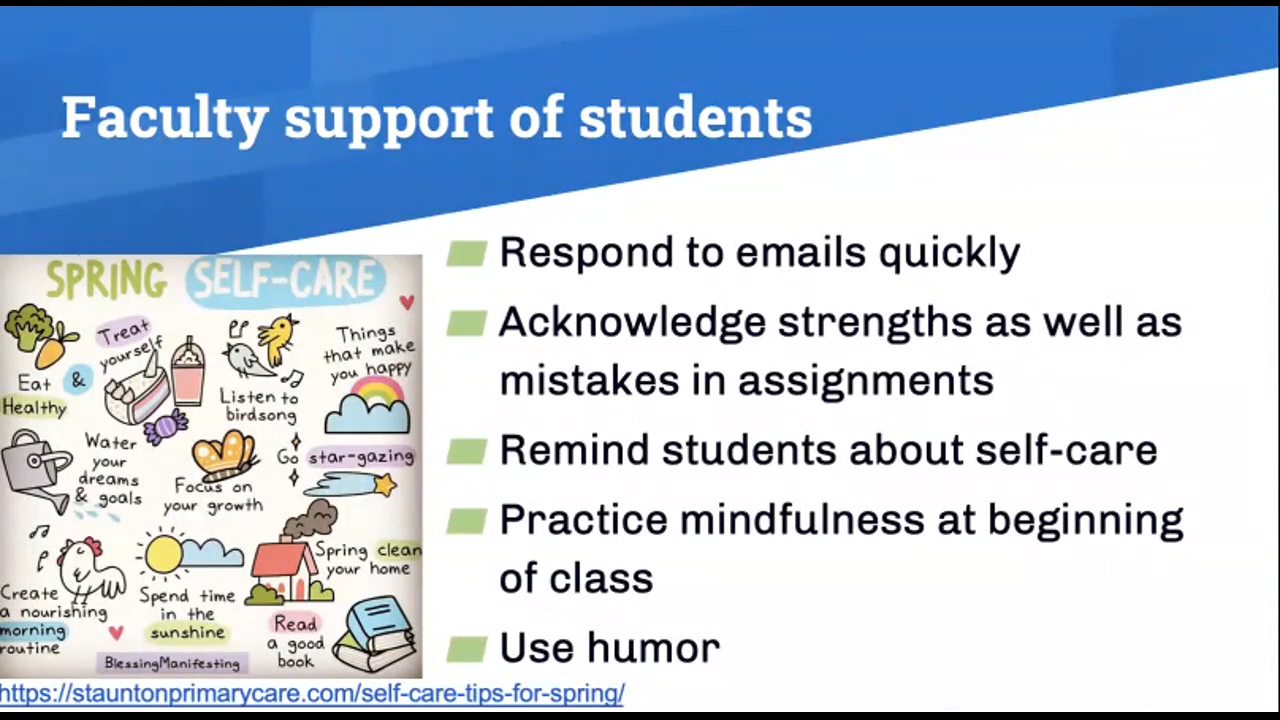 Faculty support of students
SPRING SELF-CARE
Treat
yourself
Eat &
Healthy
Listen to
birdsong
Things
that make
you happy
Water
your
dreams
& goals
Focus on
your growth
Go star-gazing
Create
a nourishing
morning
routine
Spend time
in the
sunshine
Spring clean
your home
Read
a good
book
BlessingManifesting
https://stauntonprimarycare.com/self-care-tips-for-spring/
Respond to emails quickly
Acknowledge strengths as well as
mistakes in assignments
Remind students about self-care
Practice mindfulness at beginning
of class
Use humor